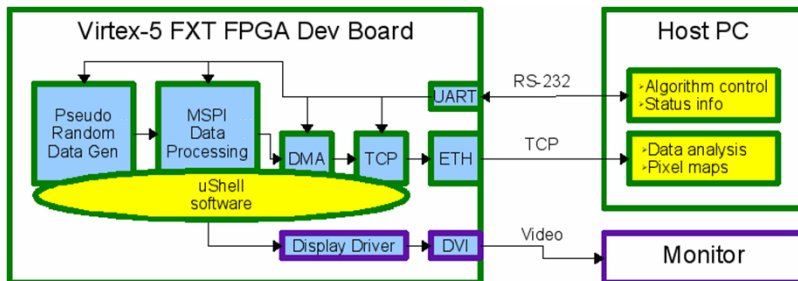 Virtex-5 FXT FPGA Dev Board
Host PC
Pseudo
Random
Data Gen
MSPI
Data
Processing
DMA
TCP
UART
ETH
RS-232
TCP
➢Algorithm control
➢Status info
➢Data analysis
➢Pixel maps
uShell
software
Display Driver
DVI
Video
Monitor